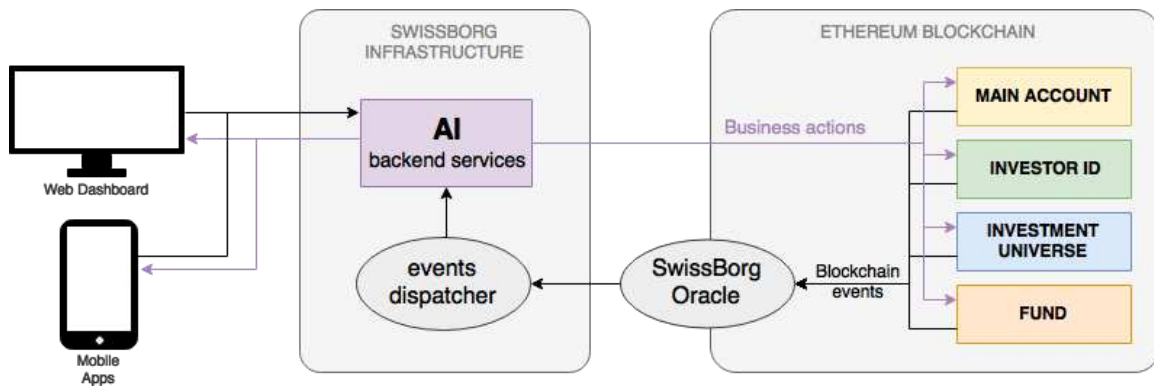 SWISSBORG
INFRASTRUCTURE
ETHEREUM BLOCKCHAIN
Web Dashboard
AI
backend services
Business actions
MAIN ACCOUNT
INVESTOR ID
INVESTMENT
UNIVERSE
FUND
Mobile
Apps
events
dispatcher
SwissBorg
Oracle
Blockchain
events